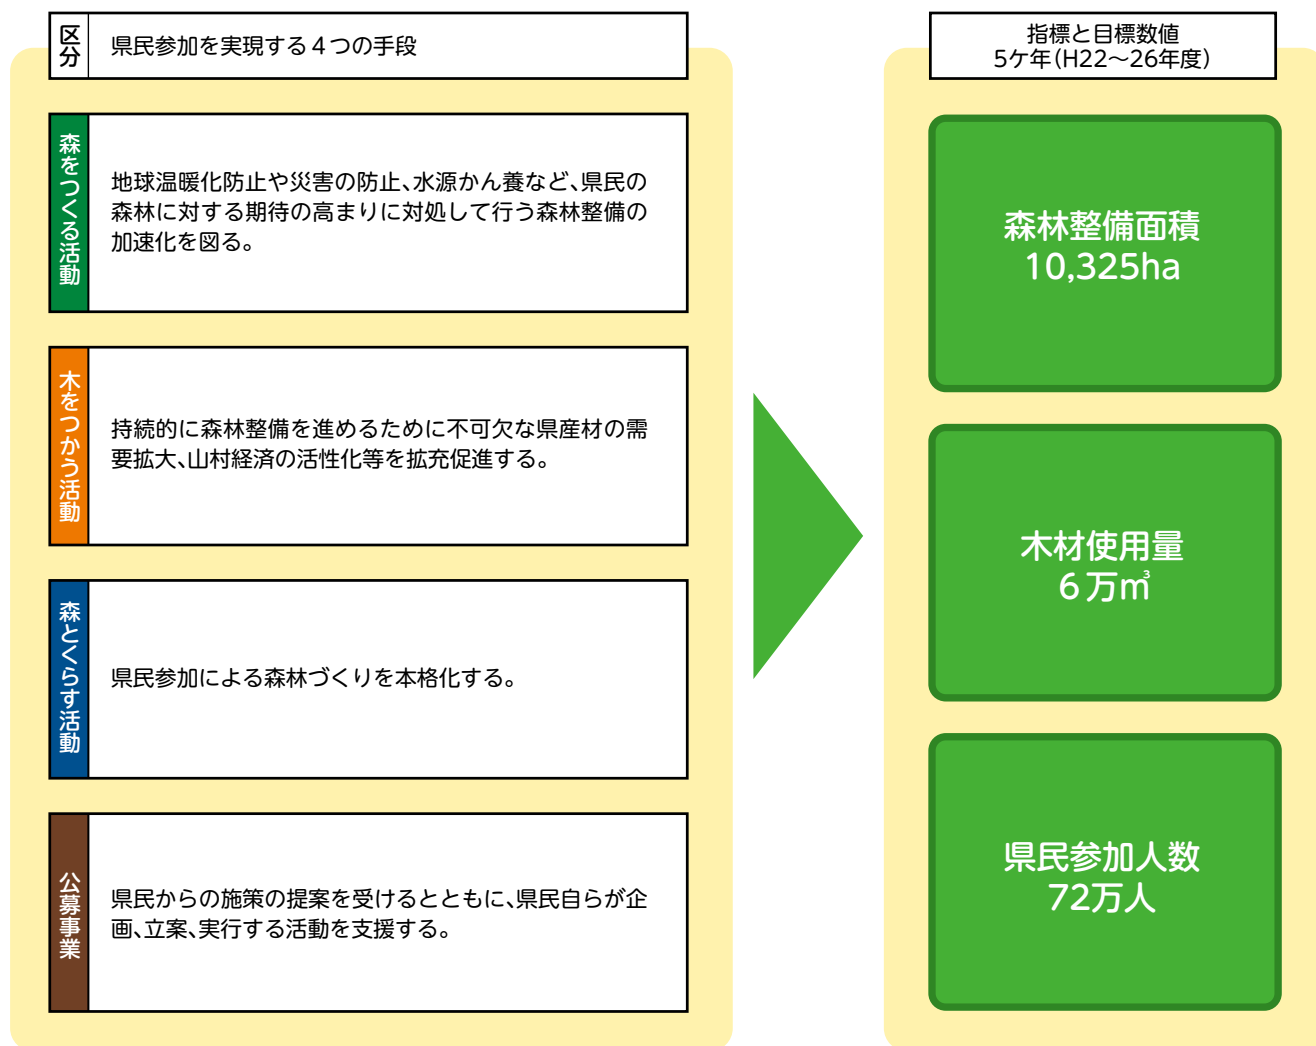 区分
県民参加を実現する４つの手段
森をつくる活動
地球温暖化防止や災害の防止、水源かん養など、県民の
森林に対する期待の高まりに対処して行う森林整備の
加速化を図る。
木をつかう活動
持続的に森林整備を進めるために不可欠な県産材の需
要拡大、山村経済の活性化等を拡充促進する。
森とくらす活動
県民参加による森林づくりを本格化する。
公募事業
県民からの施策の提案を受けるとともに、県民自らが企
画、立案、実行する活動を支援する。
指標と目標数値
5ケ年(H22～26年度)
森林整備面積
10,325ha
木材使用量
６万㎥
県民参加人数
72万人